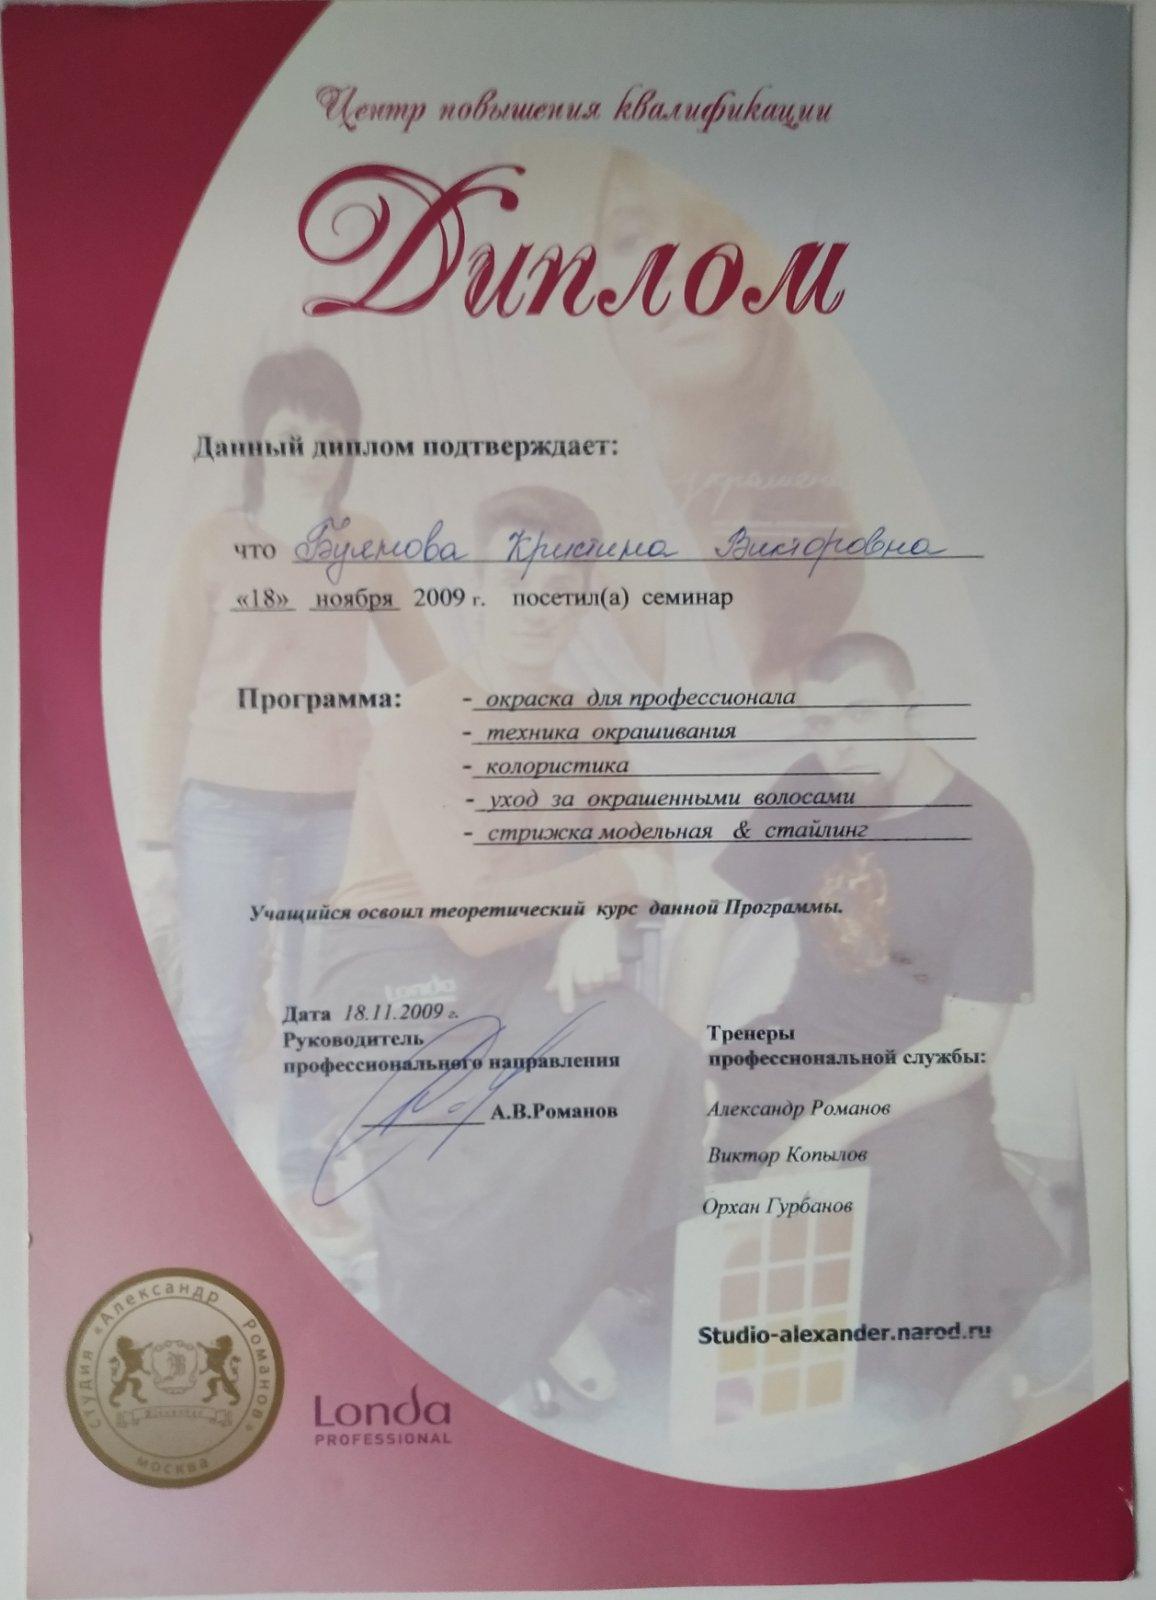 Центр повышения квалификации
Диплом
Данный диплом подтверждает:
что Буянова Кристина Викторовна
«18» ноября 2009 г. посетил(а) семинар
Программа: - окраска для профессионала
- техника окрашивания
- колористика
- уход за окрашенными волосами
- стрижка модельная & стайлинг
Учащийся освоил теоретический курс данной Программы.
Дата 18.11.2009 г.
Руководитель
профессионального направления
А.В.Романов
Тренеры
профессиональной службы:
Александр Романов
Виктор Копылов
Орхан Гурбанов
Studio-alexander.narod.ru
студия «Александр Романов»
москва
Londa
PROFESSIONAL
Londa